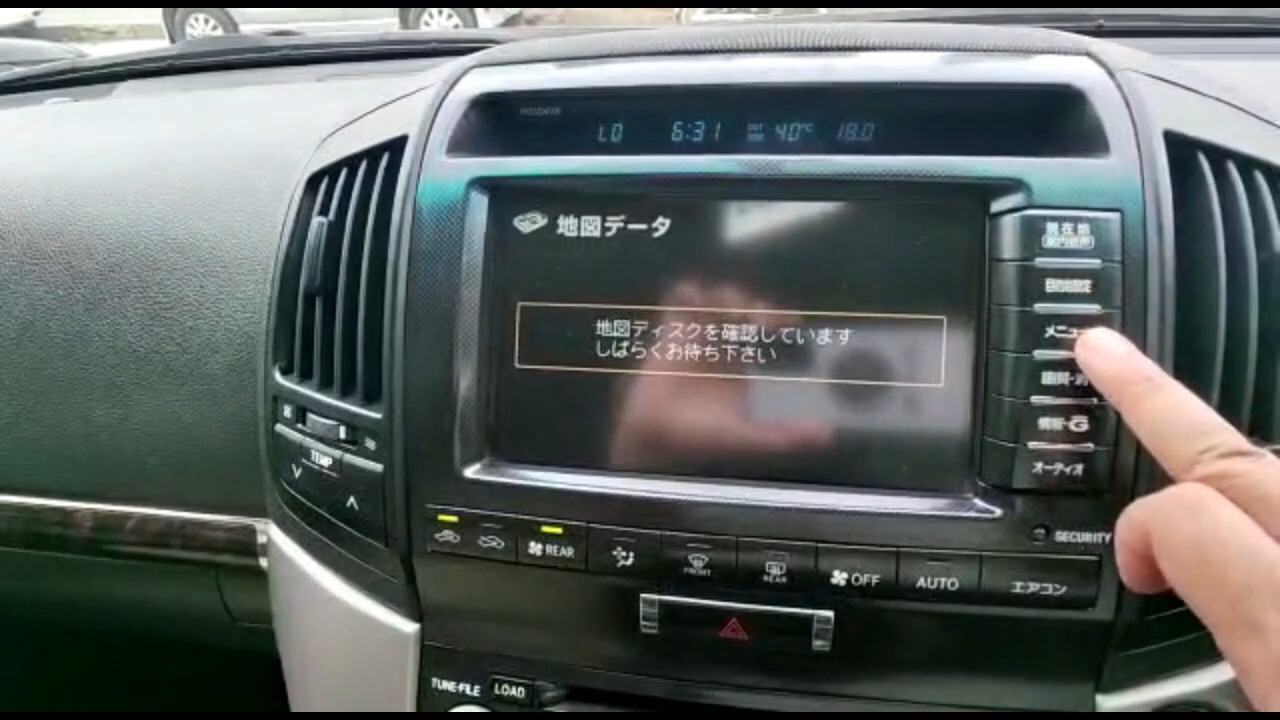 LO 6:31 40°C 18.0
地図データ
地図ディスクを確認しています
しばらくお待ち下さい
現在地
目的地
メニュー
情報・G
オーディオ
TEMP
SECURITY
REAR
FRONT
REAR
OFF
AUTO
エアコン
TUNE·FILE
LOAD